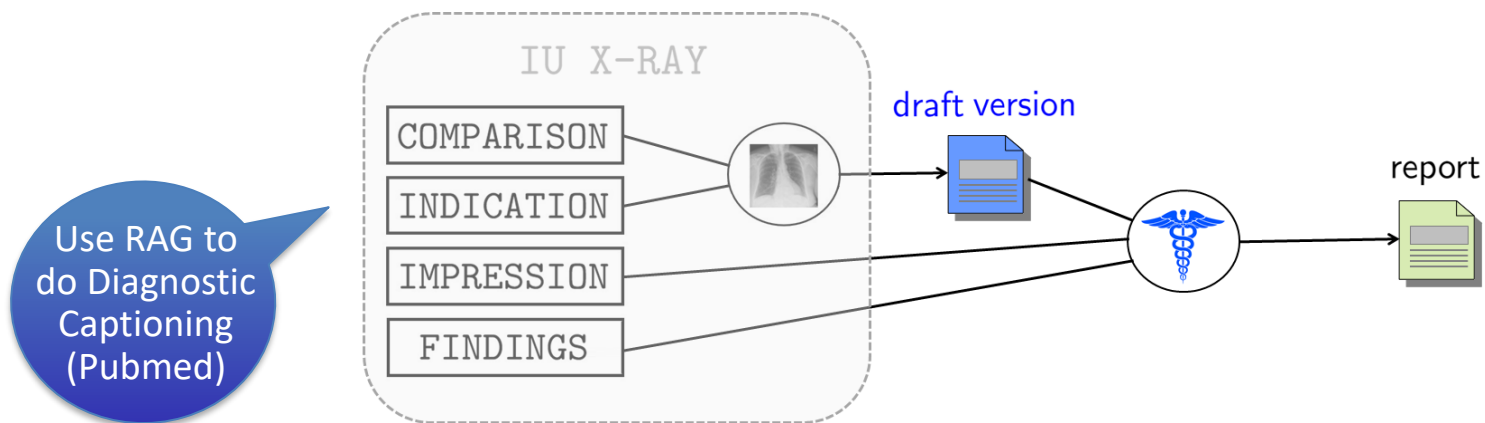 IU X-RAY
COMPARISON
INDICATION
IMPRESSION
FINDINGS
draft version
report
Use RAG to
do Diagnostic
Captioning
(Pubmed)